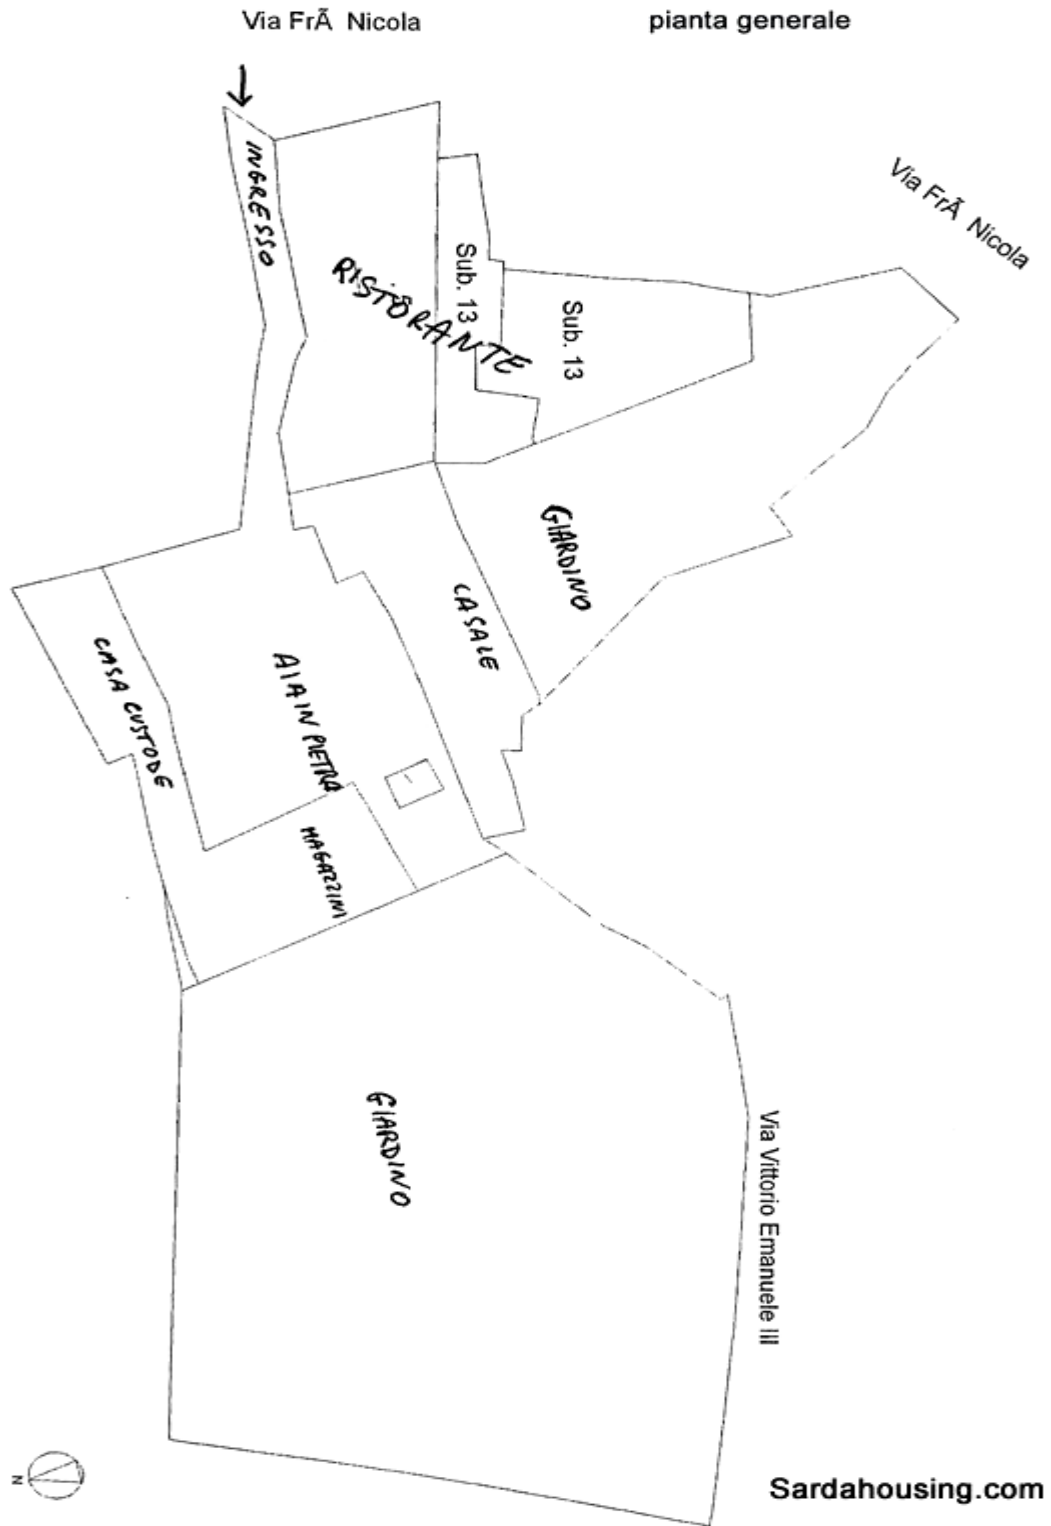 Via FrÃ Nicola
pianta generale
Via FrÃ Nicola
INGRESSO
RISTORANTE
Sub. 13
Sub. 13
GIARDINO
CASALE
CASA CUSTODE
AIA IN PIETRA
MAGAZZINI
GIARDINO
Via Vittorio Emanuele III
N
Sardahousing.com